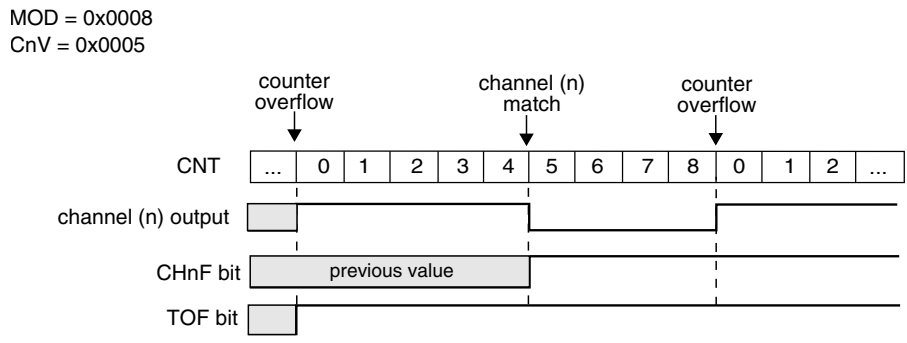 MOD = 0x0008
CnV = 0x0005
counter overflow
channel (n) match
counter overflow
CNT ... 0 1 2 3 4 5 6 7 8 0 1 2 ...
channel (n) output
CHnF bit previous value
TOF bit